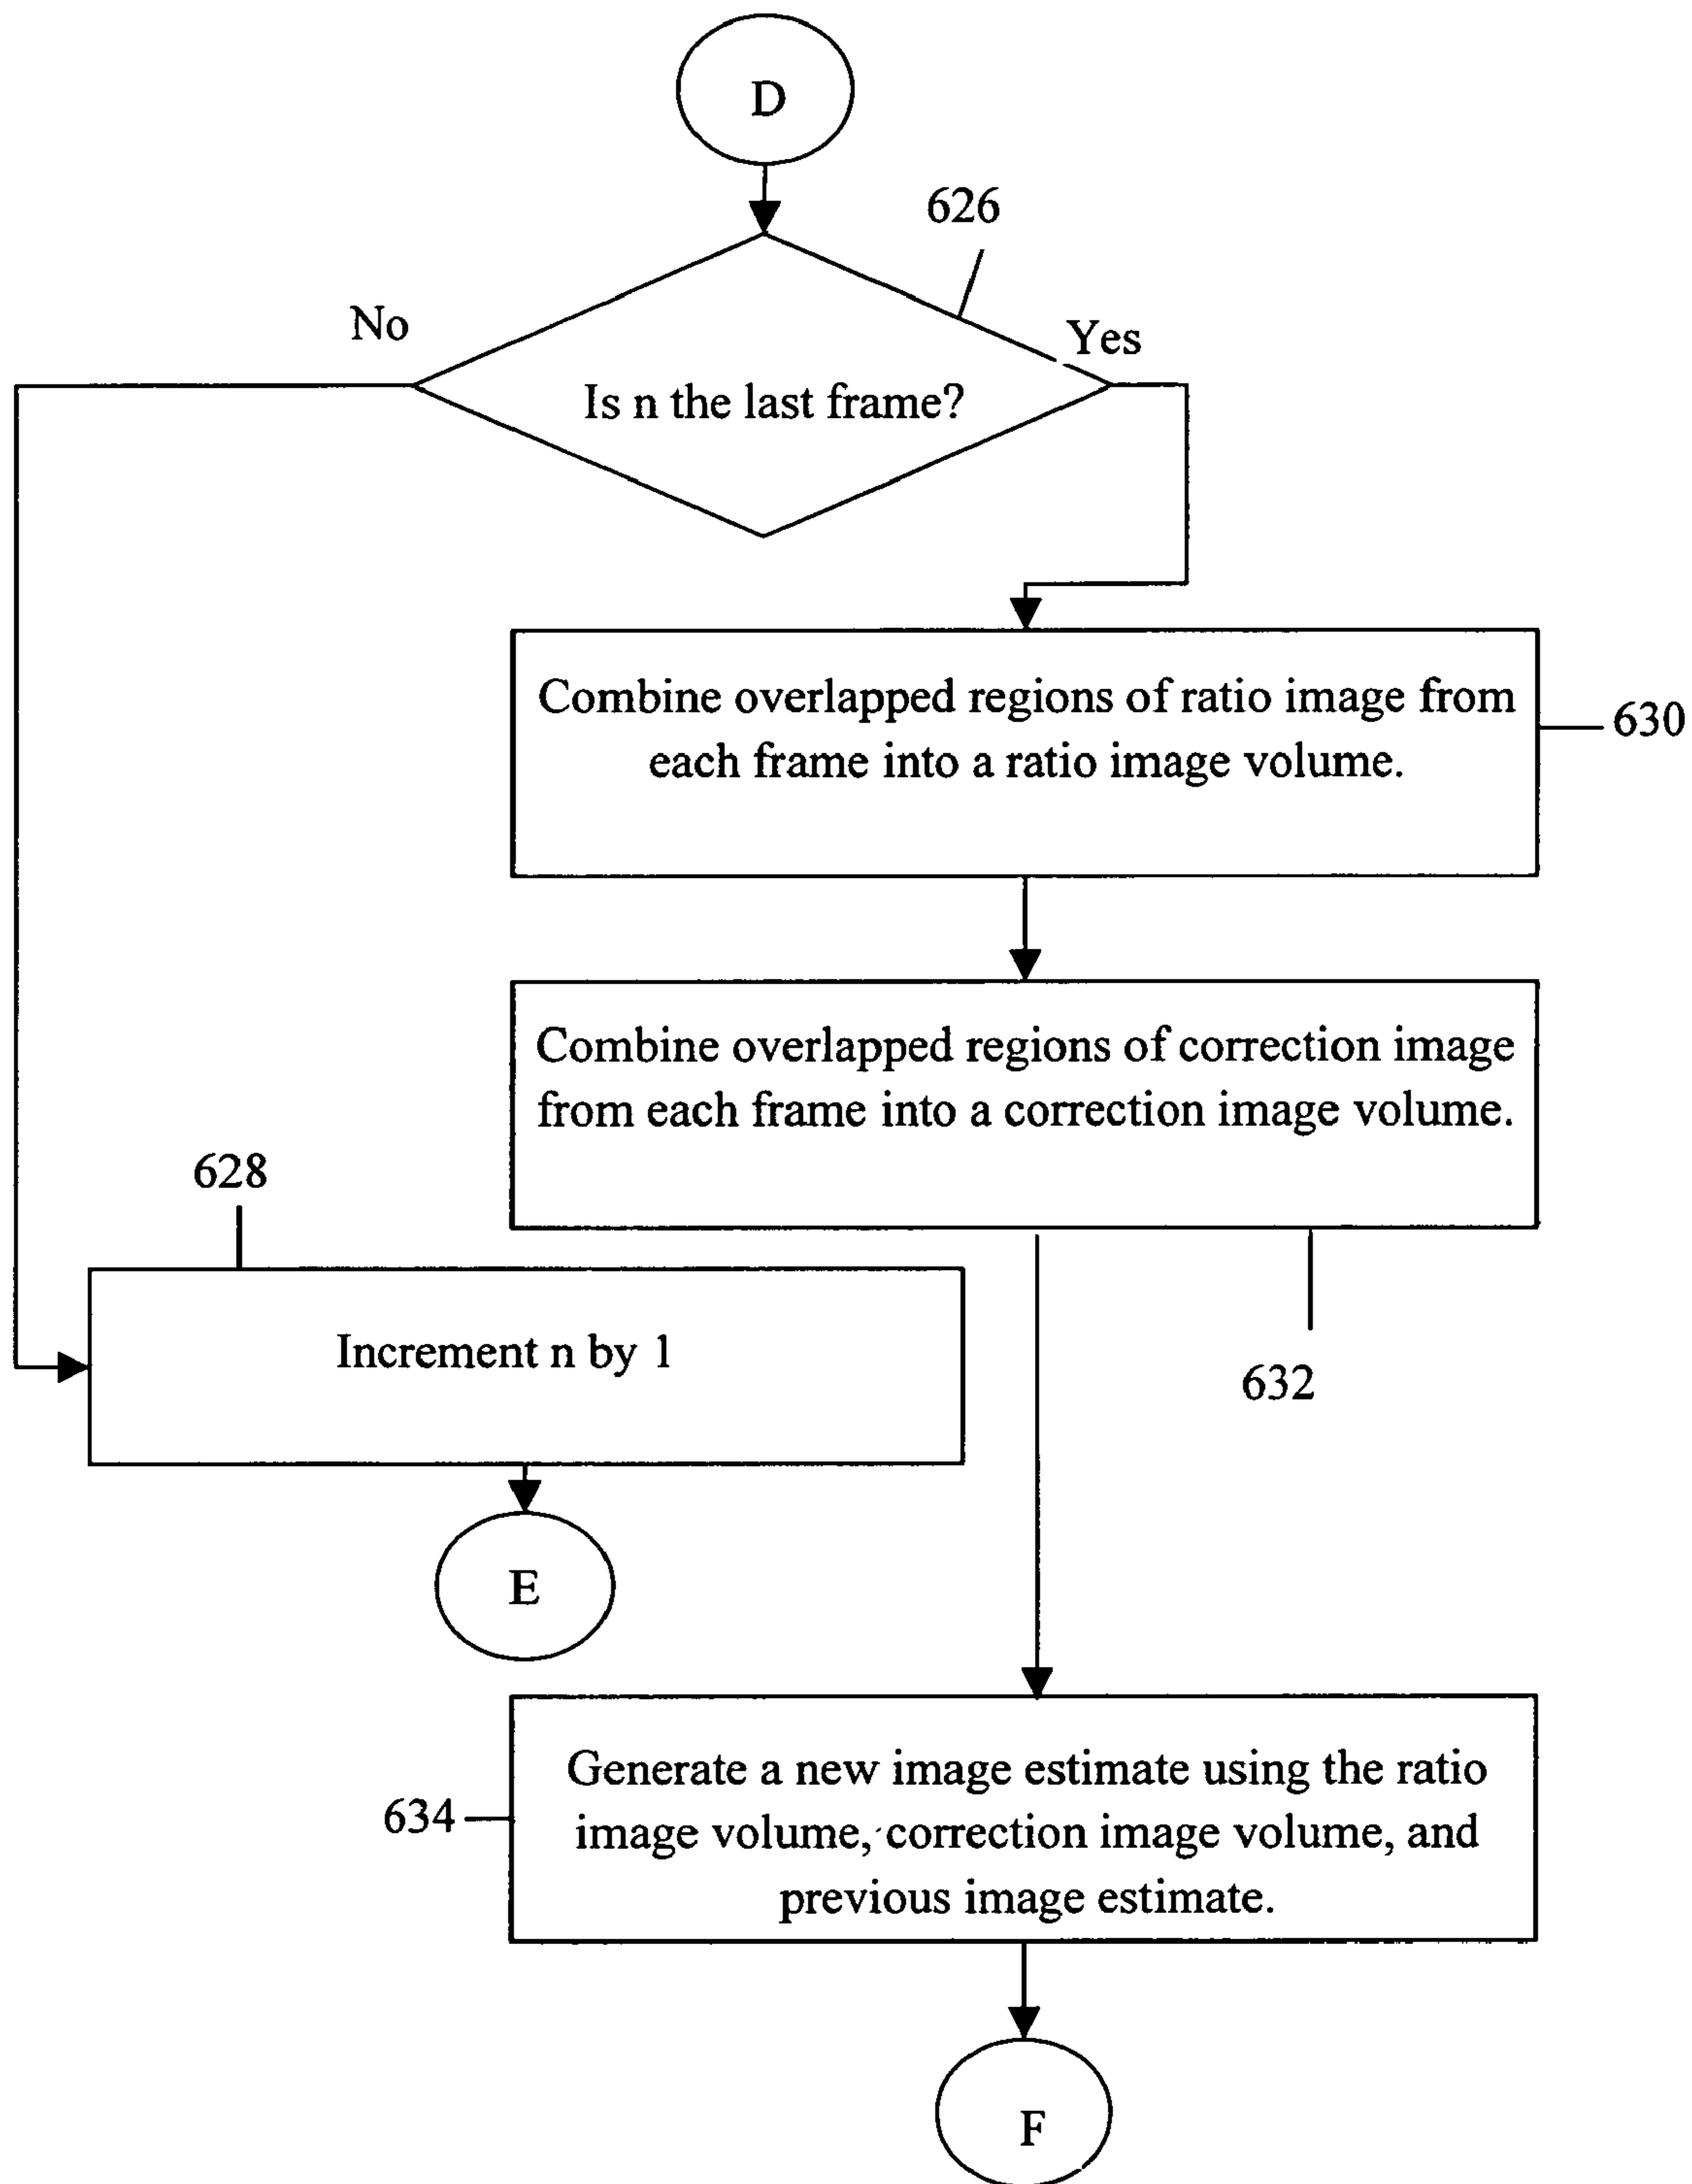 D
626
No
Yes
Is n the last frame?
Combine overlapped regions of ratio image from
each frame into a ratio image volume.
630
Combine overlapped regions of correction image
from each frame into a correction image volume.
628
Increment n by 1
632
E
634
Generate a new image estimate using the ratio
image volume, correction image volume, and
previous image estimate.
F